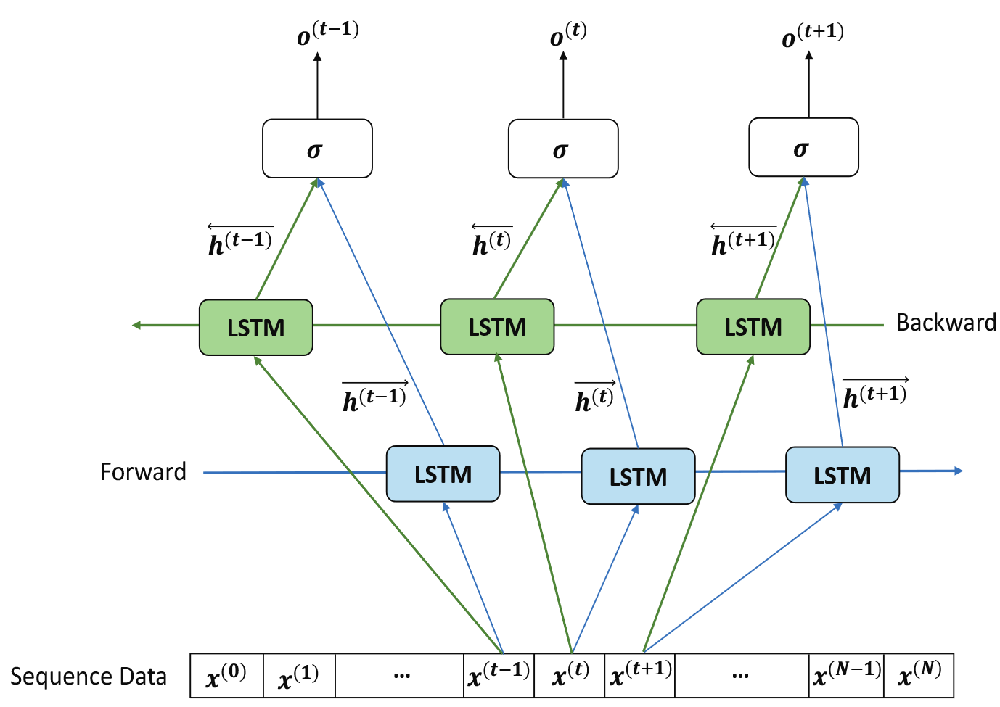 o^(t−1) o^(t) o^(t+1)
σ σ σ
←h^(t−1) ←h^(t) ←h^(t+1)
LSTM LSTM LSTM Backward
→h^(t−1) →h^(t) →h^(t+1)
Forward LSTM LSTM LSTM
Sequence Data x^(0) x^(1) ... x^(t−1) x^(t) x^(t+1) ... x^(N−1) x^(N)